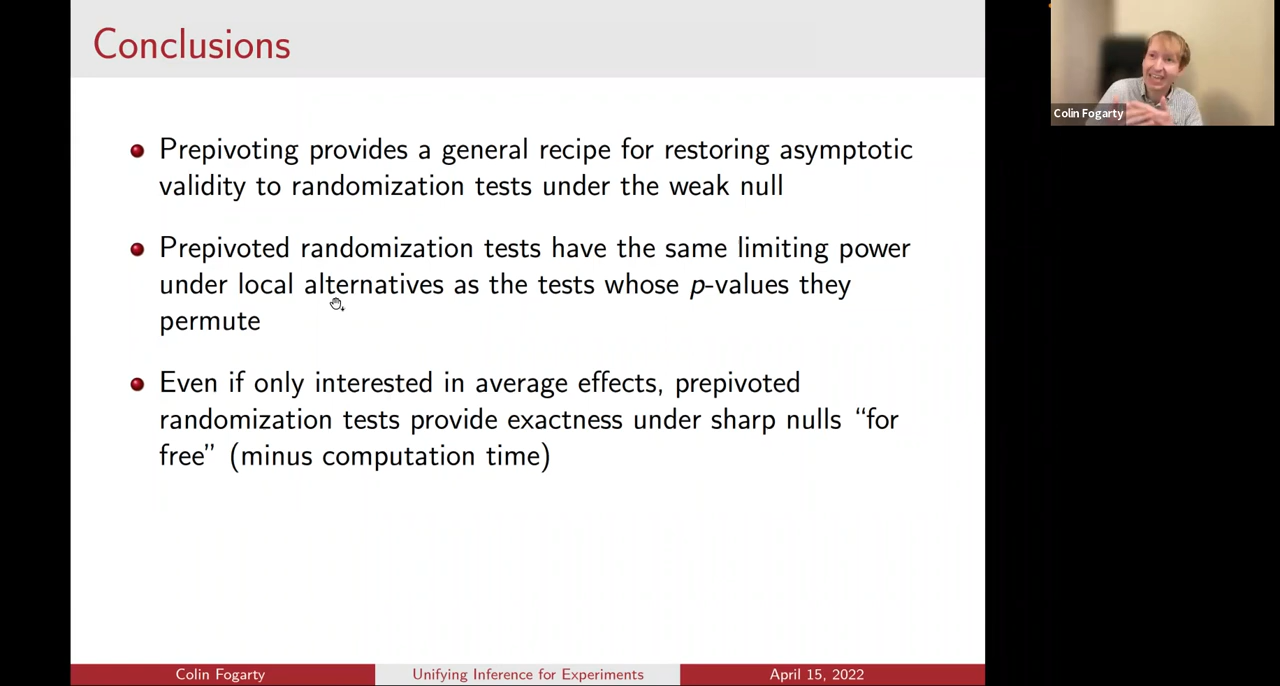 Conclusions
Colin Fogarty
Prepivoting provides a general recipe for restoring asymptotic
validity to randomization tests under the weak null
Prepivoted randomization tests have the same limiting power
under local alternatives as the tests whose p-values they
permute
Even if only interested in average effects, prepivoted
randomization tests provide exactness under sharp nulls “for
free” (minus computation time)
Colin Fogarty
Unifying Inference for Experiments
April 15, 2022